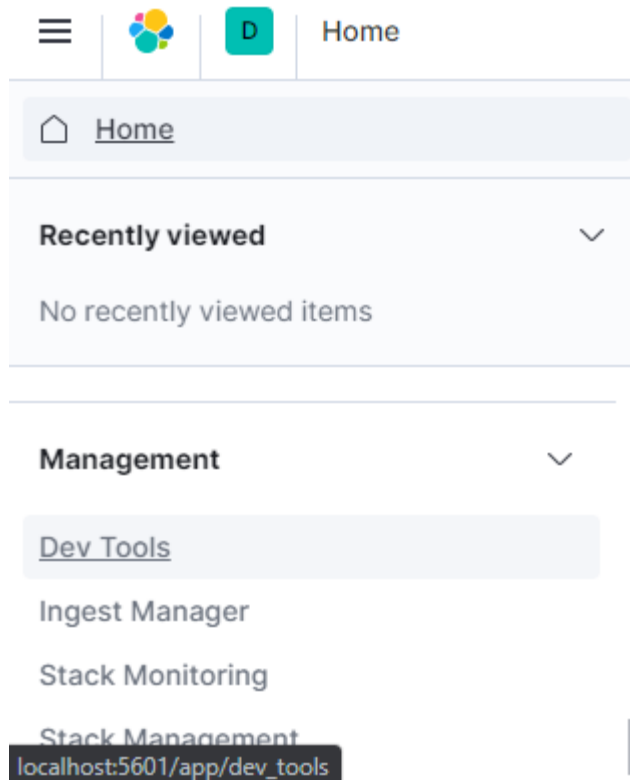 D Home
Home
Recently viewed
No recently viewed items
Management
Dev Tools
Ingest Manager
Stack Monitoring
Stack Management
localhost:5601/app/dev_tools